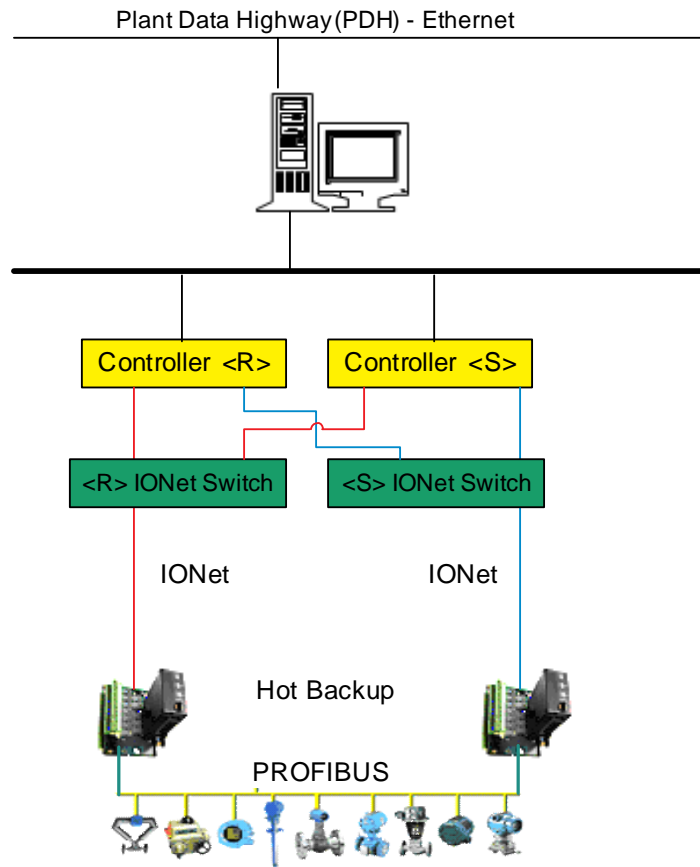 Plant Data Highway (PDH) - Ethernet
Controller <R>
Controller <S>
<R> IONet Switch
<S> IONet Switch
IONet
IONet
Hot Backup
PROFIBUS